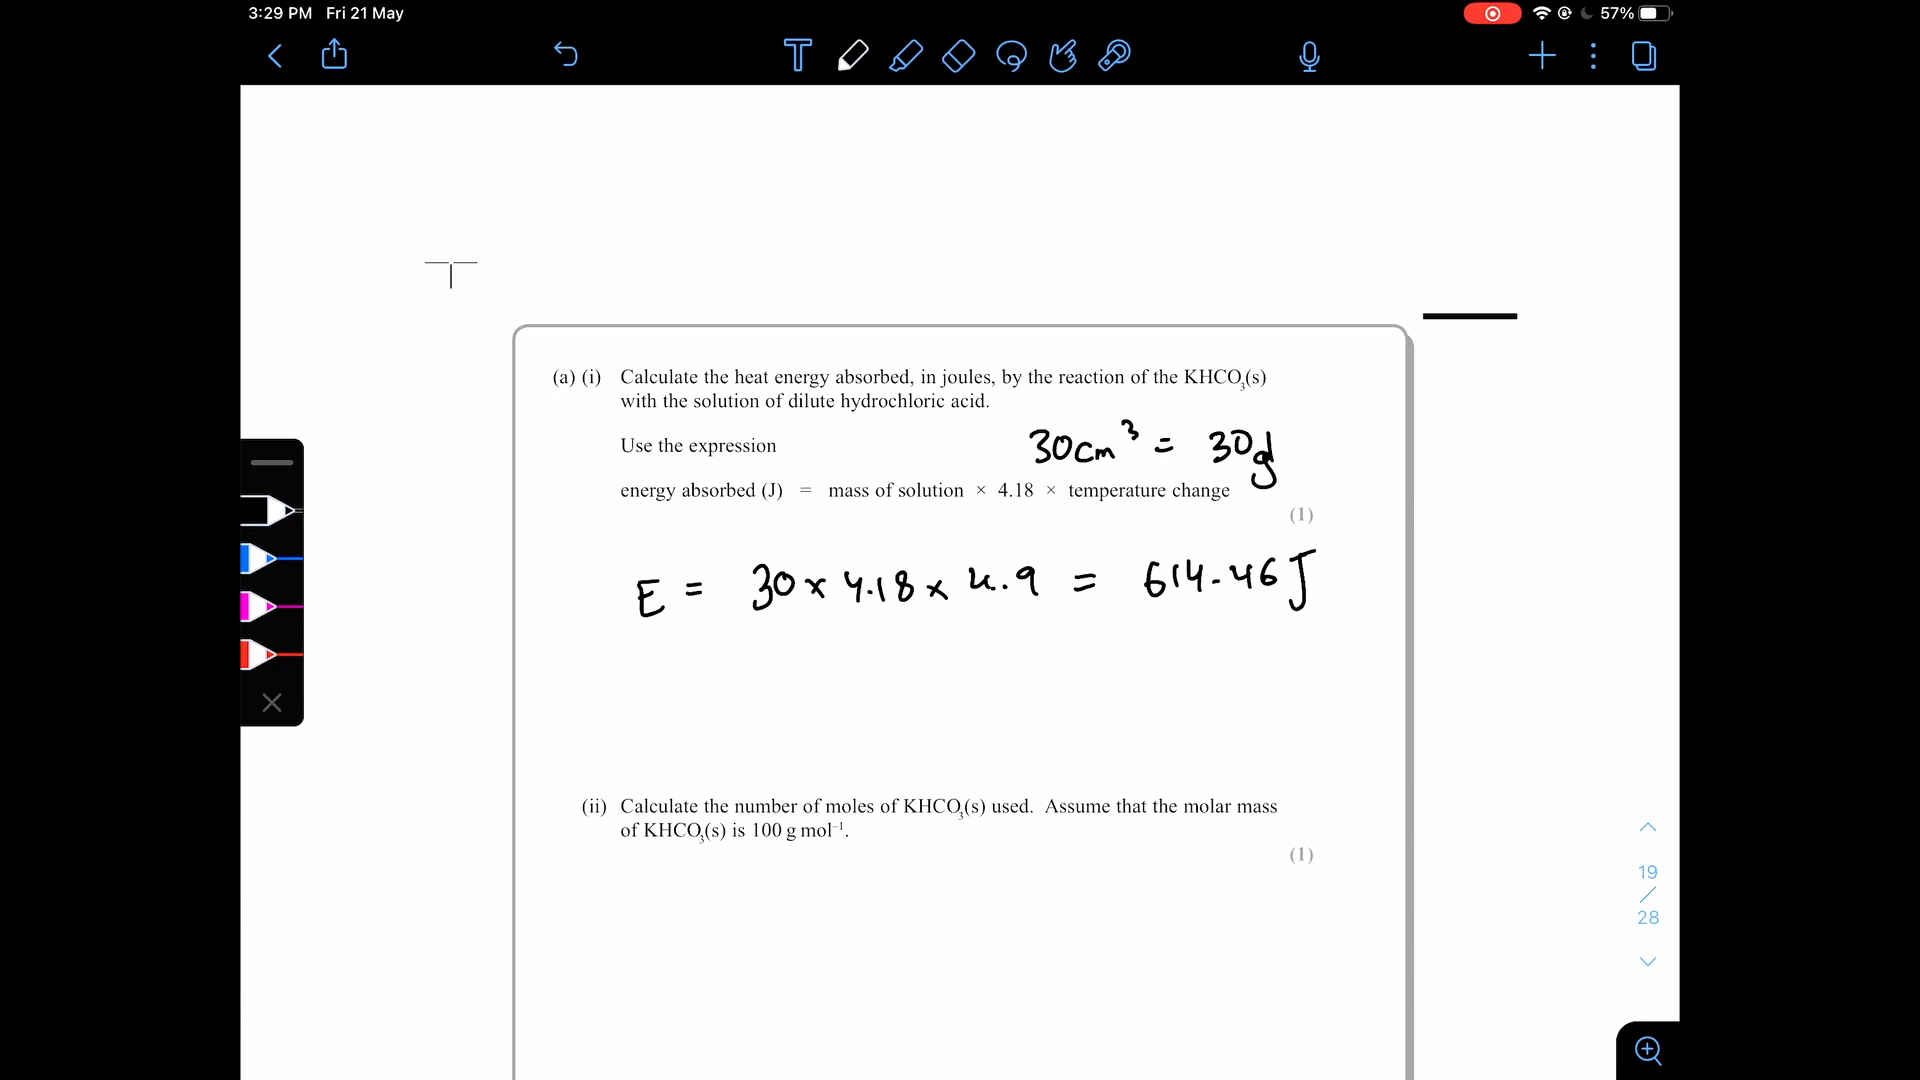 3:29 PM Fri 21 May
57%
T
(a) (i) Calculate the heat energy absorbed, in joules, by the reaction of the KHCO₃(s)
with the solution of dilute hydrochloric acid.
Use the expression
30cm³ = 30g
energy absorbed (J) = mass of solution × 4.18 × temperature change
(1)
E = 30 x 4.18 x 4.9 = 614.46 J
(ii) Calculate the number of moles of KHCO₃(s) used. Assume that the molar mass
of KHCO₃(s) is 100 g mol⁻¹.
(1)
19
/
28